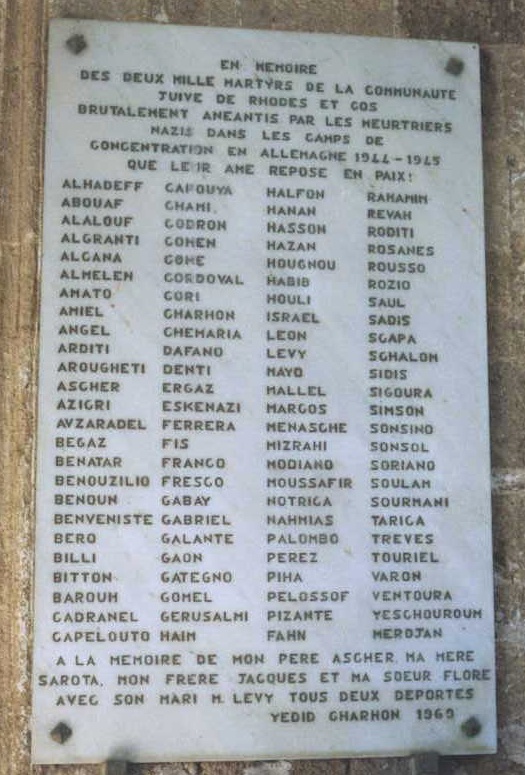 EN MEMOIRE
DES DEUX MILLE MARTYRS DE LA COMMUNAUTE
JUIVE DE RHODES ET COS
BRUTALEMENT ANEANTIS PAR LES MEURTRIERS
NAZIS DANS LES CAMPS DE
CONCENTRATION EN ALLEMAGNE 1944-1945
QUE LEUR AME REPOSE EN PAIX!
ALHADEFF CAPOUYA HALFON RAHAMIM
ABOUAF CHAMI. HANAN REVAH
ALALOUF CODRON HASSON RODITI
ALGRANTI COHEN HAZAN ROSANES
ALCANA COME HOUGNOU ROUSSO
ALMELEH CORDOVAL HABIB ROZIO
AMATO CORI HOULI SAUL
AMIEL CHARHON ISRAEL SADIS
ANGEL CHEMARIA LEON SCAPA
ARDITI DAFANO LEVY SCHALOM
AROUGHETI DENTI MAYO SIDIS
ASCHER ERGAZ MALLEL SIGOURA
AZICRI ESKENAZI MARCOS SIMSON
AVZARADEL FERRERA MENASCHE SONSINO
BEGAZ FIS MIZRAHI SONSOL
BENATAR FRANCO MODIANO SORIANO
BENOUZILIO FRESCO MOUSSAFIR SOULAM
BENOUN GABAY NOTRICA SOURMANI
BENVENISTE GABRIEL NAHMIAS TARICA
BERO GALANTE PALOMBO TREVES
BILLI GAON PEREZ TOURIEL
BITTON GATEGNO PIHA VARON
BAROUH GOMEL PELOSSOF VENTOURA
CADRANEL GERUSALMI PIZANTE YESCHOUROUM
CAPELOUTO HAIM FAHN MERDJAN
A LA MEMOIRE DE MON PERE ASCHER, MA MERE
SAROTA, MON FRERE JACQUES ET MA SOEUR FLORE
AVEC SON MARI M. LEVY TOUS DEUX DEPORTES
YEDID CHARHON 1969